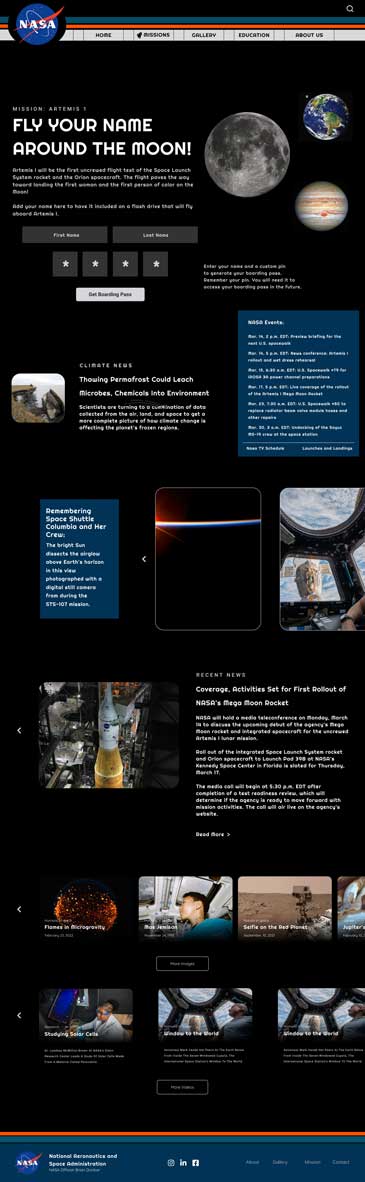 NASA
HOME
MISSIONS
GALLERY
EDUCATION
ABOUT US
MISSION: ARTEMIS 1
FLY YOUR NAME
AROUND THE MOON!
Artemis I will be the first uncrewed flight test of the Space Launch
System rocket and the Orion spacecraft. The flight paves the way
toward landing the first woman and the first person of color on the
Moon!
Add your name here to have it included on a flash drive that will fly
aboard Artemis I.
First Name
Last Name
* * * *
Get Boarding Pass
Enter your name and a custom pin
to generate your boarding pass.
Remember your pin. You will need it to
access your boarding pass in the future.
NASA Events:
Mar. 14, 2 p.m. EDT: Preview briefing for the
next U.S. spacewalk
Mar. 14, 5 p.m. EDT: News conference: Artemis I
rollout and wet dress rehearsal
Mar. 15, 6:30 a.m. EDT: U.S. Spacewalk #79 for
IROSA 3A power channel preparations
Mar. 17, 5 p.m. EDT: Live coverage of the rollout
of the Artemis I Mega Moon Rocket
Mar. 23, 7:30 a.m. EDT: U.S. Spacewalk #80 to
replace radiator beam valve module hoses and
other repairs
Mar. 30, 3 a.m. EDT: Undocking of the Soyuz
MS-19 crew at the space station
Nasa TV Schedule
Launches and Landings
CLIMATE NEWS
Thawing Permafrost Could Leach
Microbes, Chemicals Into Environment
Scientists are turning to a combination of data
collected from the air, land, and space to get a
more complete picture of how climate change is
affecting the planet's frozen regions.
Remembering
Space Shuttle
Columbia and Her
Crew:
The bright Sun
dissects the airglow
above Earth's horizon
in this view
photographed with a
digital still camera
from during the
STS-107 mission.
RECENT NEWS
Coverage, Activities Set for First Rollout of
NASA's Mega Moon Rocket
NASA will hold a media teleconference on Monday, March
14 to discuss the upcoming debut of the agency's Mega
Moon rocket and integrated spacecraft for the uncrewed
Artemis I lunar mission.
Roll out of the integrated Space Launch System rocket
and Orion spacecraft to Launch Pad 39B at NASA's
Kennedy Space Center in Florida is slated for Thursday,
March 17.
The media call will begin at 5:30 p.m. EDT after
completion of a test readiness review, which will
determine if the agency is ready to move forward with
mission activities. The call will air live on the agency's
website.
Read More >
Flames in Microgravity
February 23, 2022
Mae Jemison
Selfie on the Red Planet
September 10, 2021
Jupiter's
More Images
Studying Solar Cells
Window to the World
Window to the World
More Videos
NASA
National Aeronautics and
Space Administration
NASA Official: Brian Dunbar
About
Gallery
Mission
Contact